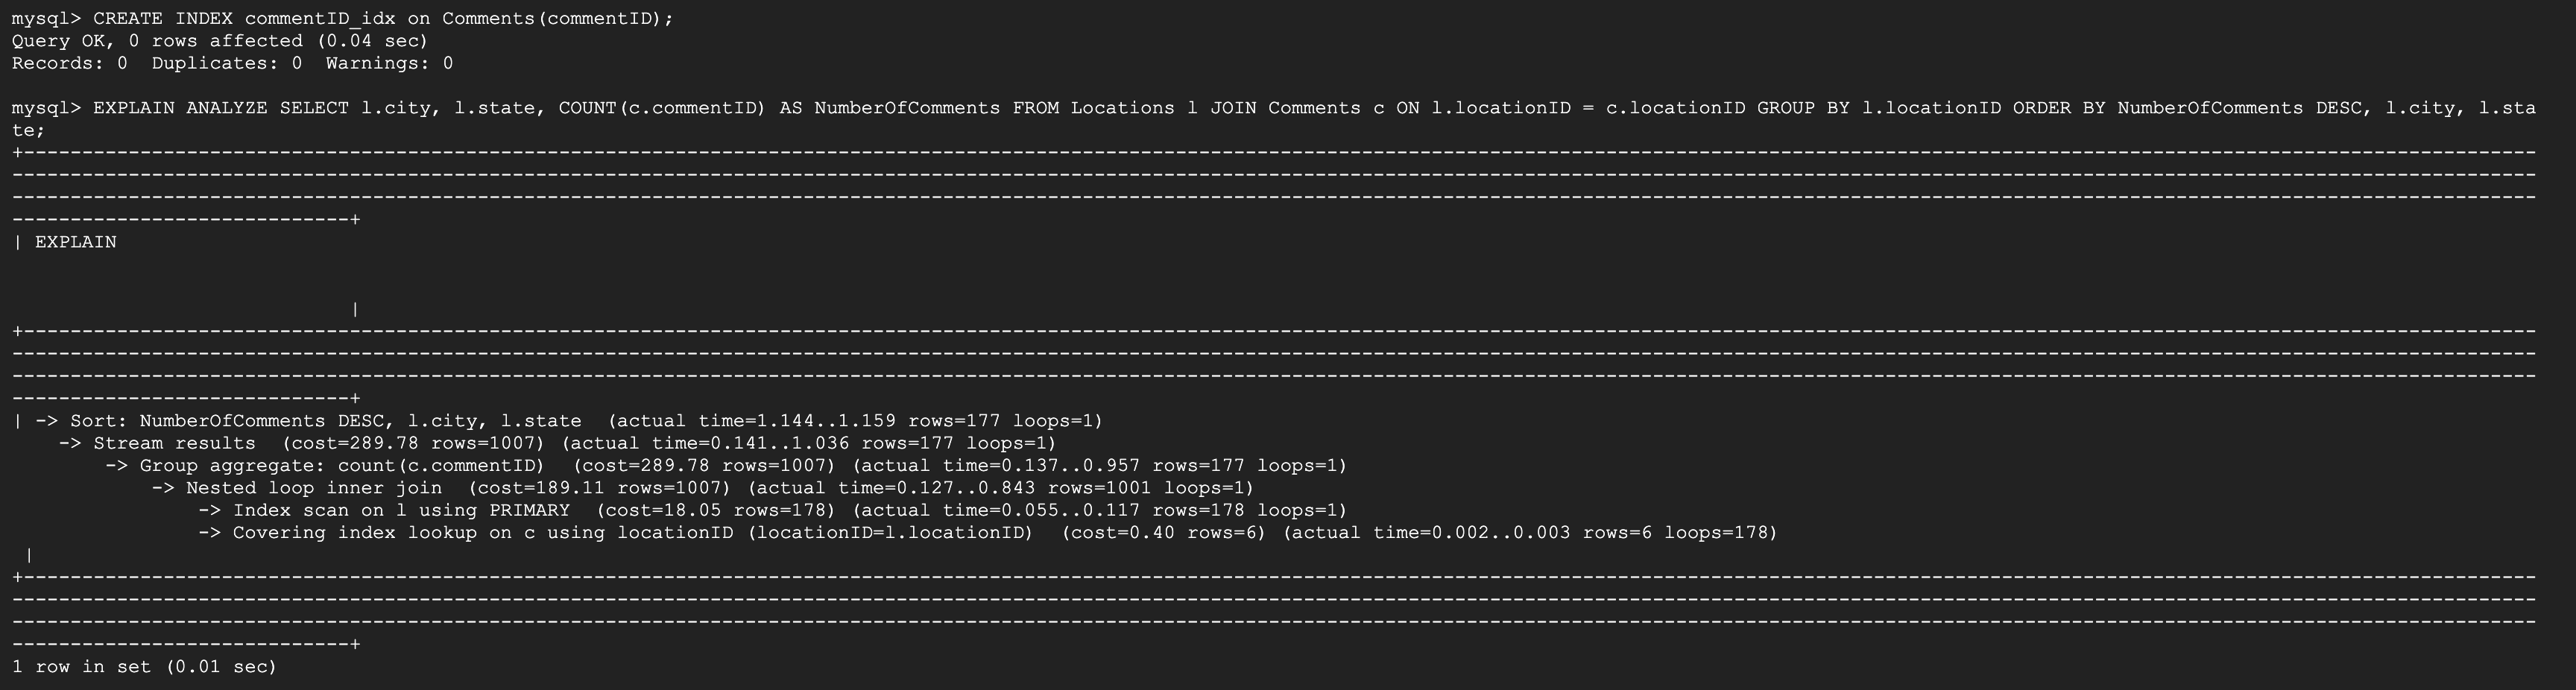 mysql> CREATE INDEX commentID_idx on Comments(commentID);
Query OK, 0 rows affected (0.04 sec)
Records: 0  Duplicates: 0  Warnings: 0
mysql> EXPLAIN ANALYZE SELECT l.city, l.state, COUNT(c.commentID) AS NumberOfComments FROM Locations l JOIN Comments c ON l.locationID = c.locationID GROUP BY l.locationID ORDER BY NumberOfComments DESC, l.city, l.sta
te;
| EXPLAIN
|
| -> Sort: NumberOfComments DESC, l.city, l.state  (actual time=1.144..1.159 rows=177 loops=1)
-> Stream results  (cost=289.78 rows=1007) (actual time=0.141..1.036 rows=177 loops=1)
-> Group aggregate: count(c.commentID)  (cost=289.78 rows=1007) (actual time=0.137..0.957 rows=177 loops=1)
-> Nested loop inner join  (cost=189.11 rows=1007) (actual time=0.127..0.843 rows=1001 loops=1)
-> Index scan on l using PRIMARY  (cost=18.05 rows=178) (actual time=0.055..0.117 rows=178 loops=1)
-> Covering index lookup on c using locationID (locationID=l.locationID)  (cost=0.40 rows=6) (actual time=0.002..0.003 rows=6 loops=178)
|
1 row in set (0.01 sec)